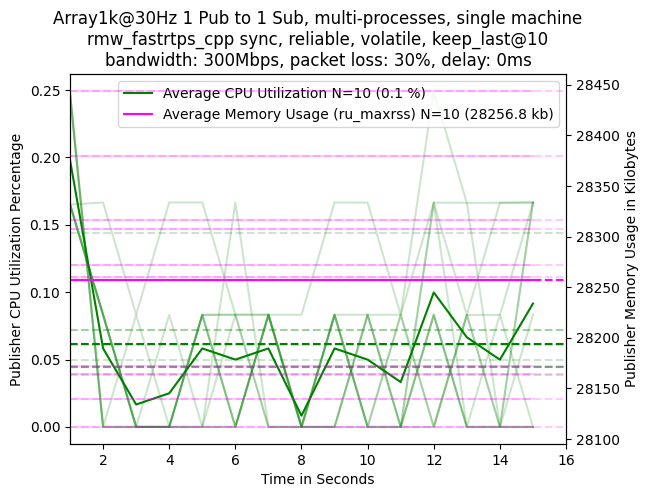 Array1k@30Hz 1 Pub to 1 Sub, multi-processes, single machine
rmw_fastrtps_cpp sync, reliable, volatile, keep_last@10
bandwidth: 300Mbps, packet loss: 30%, delay: 0ms
Average CPU Utilization N=10 (0.1 %)
Average Memory Usage (ru_maxrss) N=10 (28256.8 kb)
Publisher CPU Utilization Percentage
0.25
0.20
0.15
0.10
0.05
0.00
28450
28400
28350
28300
28250
28200
28150
28100
Publisher Memory Usage in Kilobytes
2 4 6 8 10 12 14 16
Time in Seconds